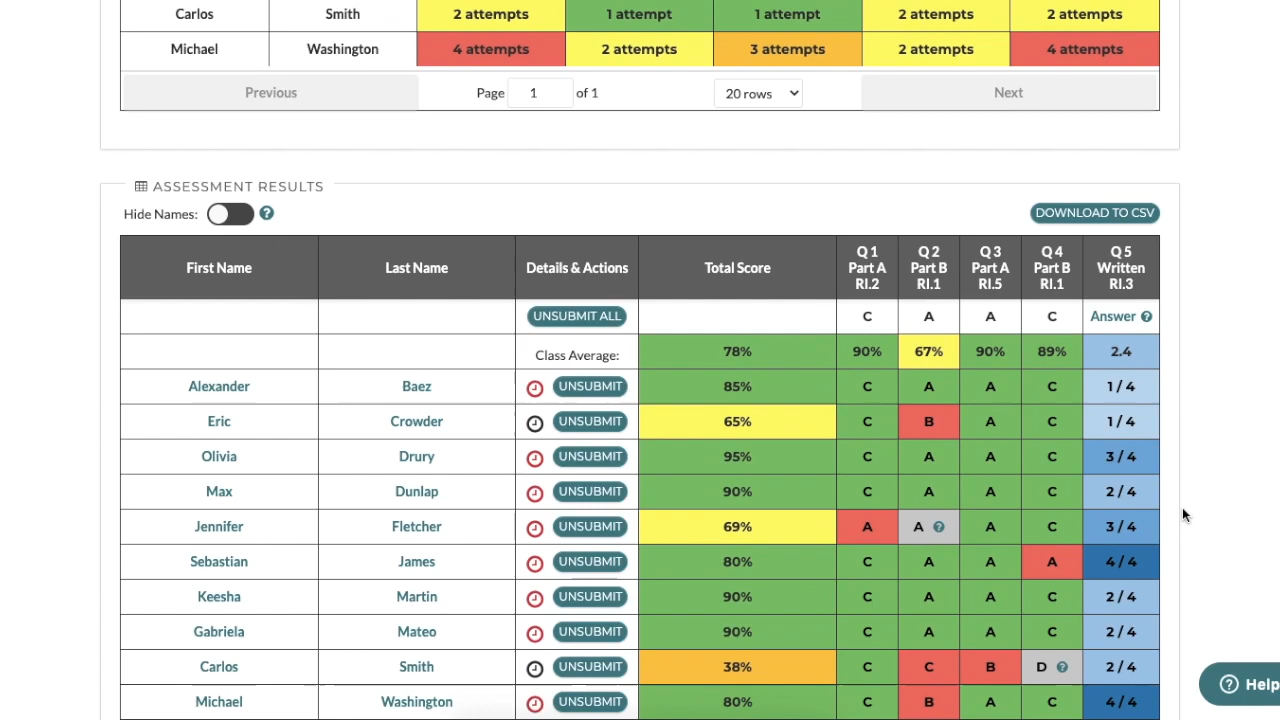 Carlos Smith 2 attempts 1 attempt 1 attempt 2 attempts 2 attempts
Michael Washington 4 attempts 2 attempts 3 attempts 2 attempts 4 attempts
Previous Page 1 of 1 20 rows Next
ASSESSMENT RESULTS
Hide Names: ? DOWNLOAD TO CSV
First Name Last Name Details & Actions Total Score Q 1 Part A RI.2 Q 2 Part B RI.1 Q 3 Part A RI.5 Q 4 Part B RI.1 Q 5 Written RI.3
UNSUBMIT ALL C A A C Answer ?
Class Average: 78% 90% 67% 90% 89% 2.4
Alexander Baez UNSUBMIT 85% C A A C 1 / 4
Eric Crowder UNSUBMIT 65% C B A C 1 / 4
Olivia Drury UNSUBMIT 95% C A A C 3 / 4
Max Dunlap UNSUBMIT 90% C A A C 2 / 4
Jennifer Fletcher UNSUBMIT 69% A A ? A C 3 / 4
Sebastian James UNSUBMIT 80% C A A A 4 / 4
Keesha Martin UNSUBMIT 90% C A A C 2 / 4
Gabriela Mateo UNSUBMIT 90% C A A C 2 / 4
Carlos Smith UNSUBMIT 38% C C B D ? 2 / 4
Michael Washington UNSUBMIT 80% C B A C 4 / 4
? Help